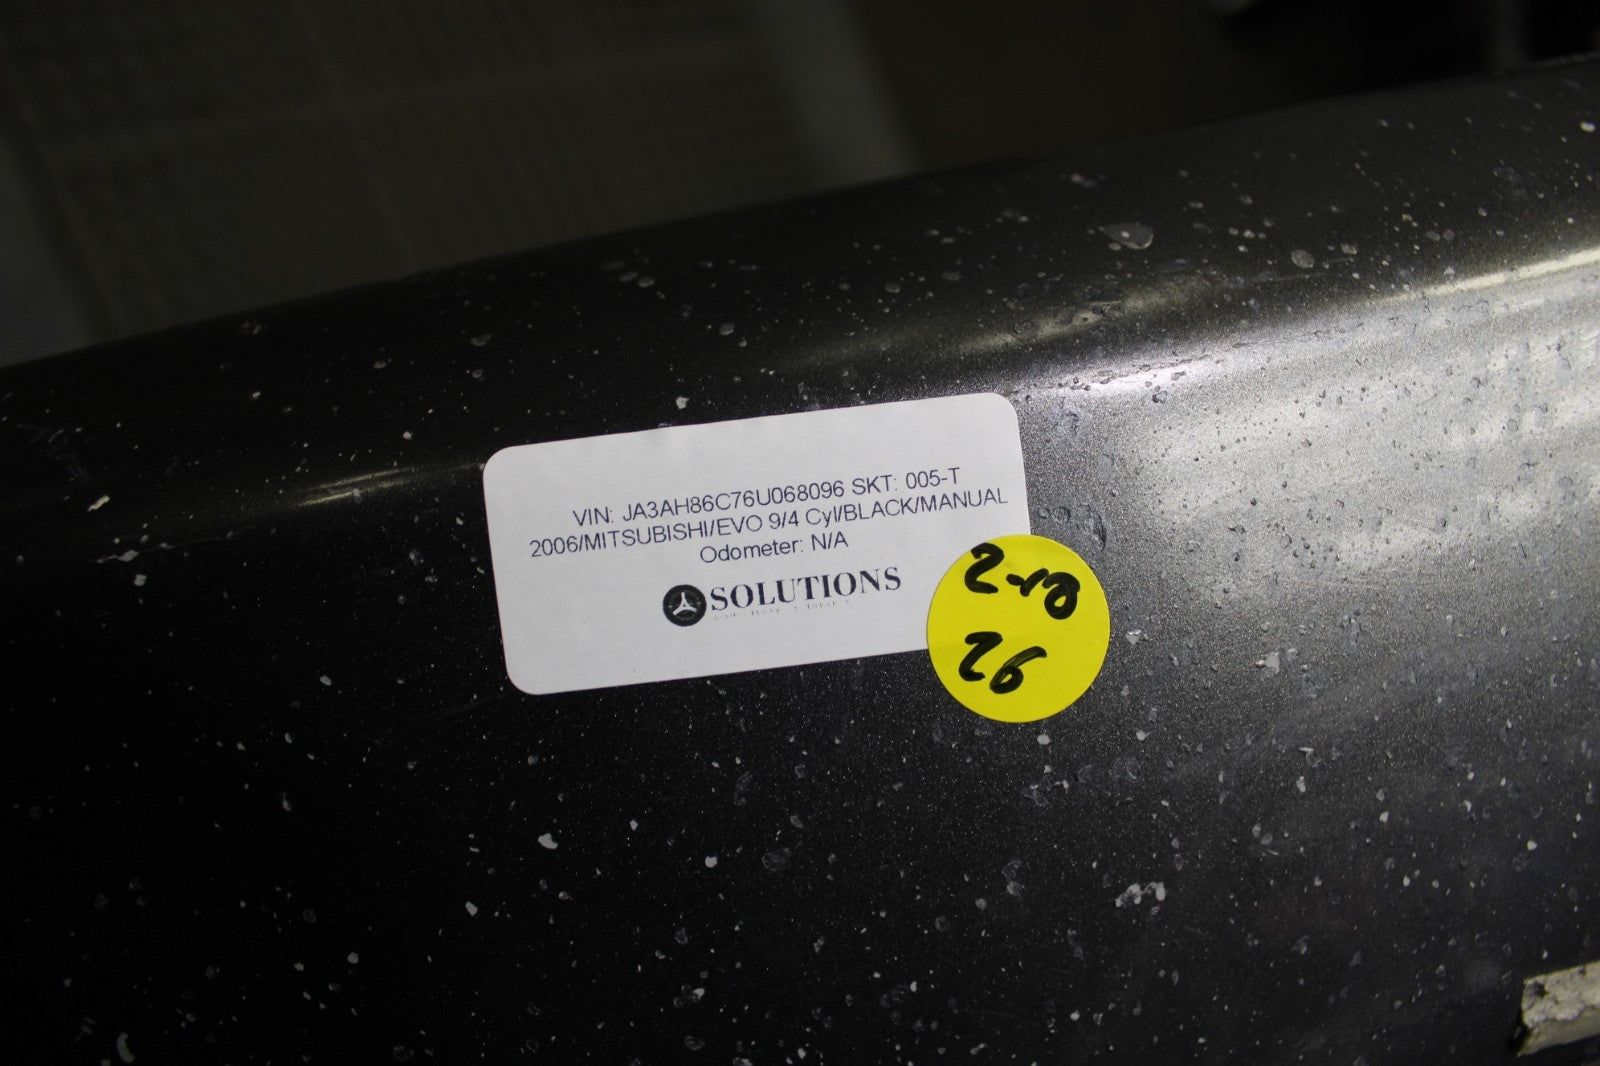 VIN: JA3AH86C76U068096 SKT: 005-T
2006/MITSUBISHI/EVO 9/4 Cyl/BLACK/MANUAL
Odometer: N/A
SOLUTIONS
2-18
26